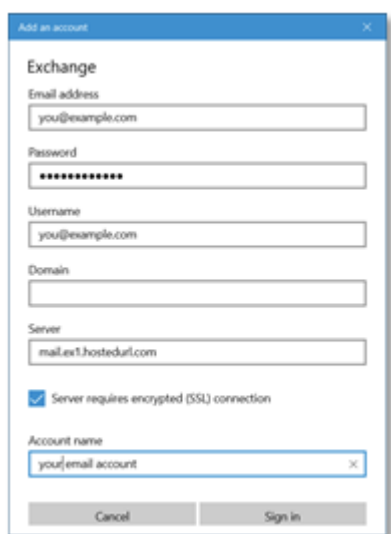 Add an account
Exchange
Email address
you@example.com
Password
••••••••••••
Username
you@example.com
Domain
Server
mail.ex1.hostedurl.com
Server requires encrypted (SSL) connection
Account name
your email account
Cancel
Sign in